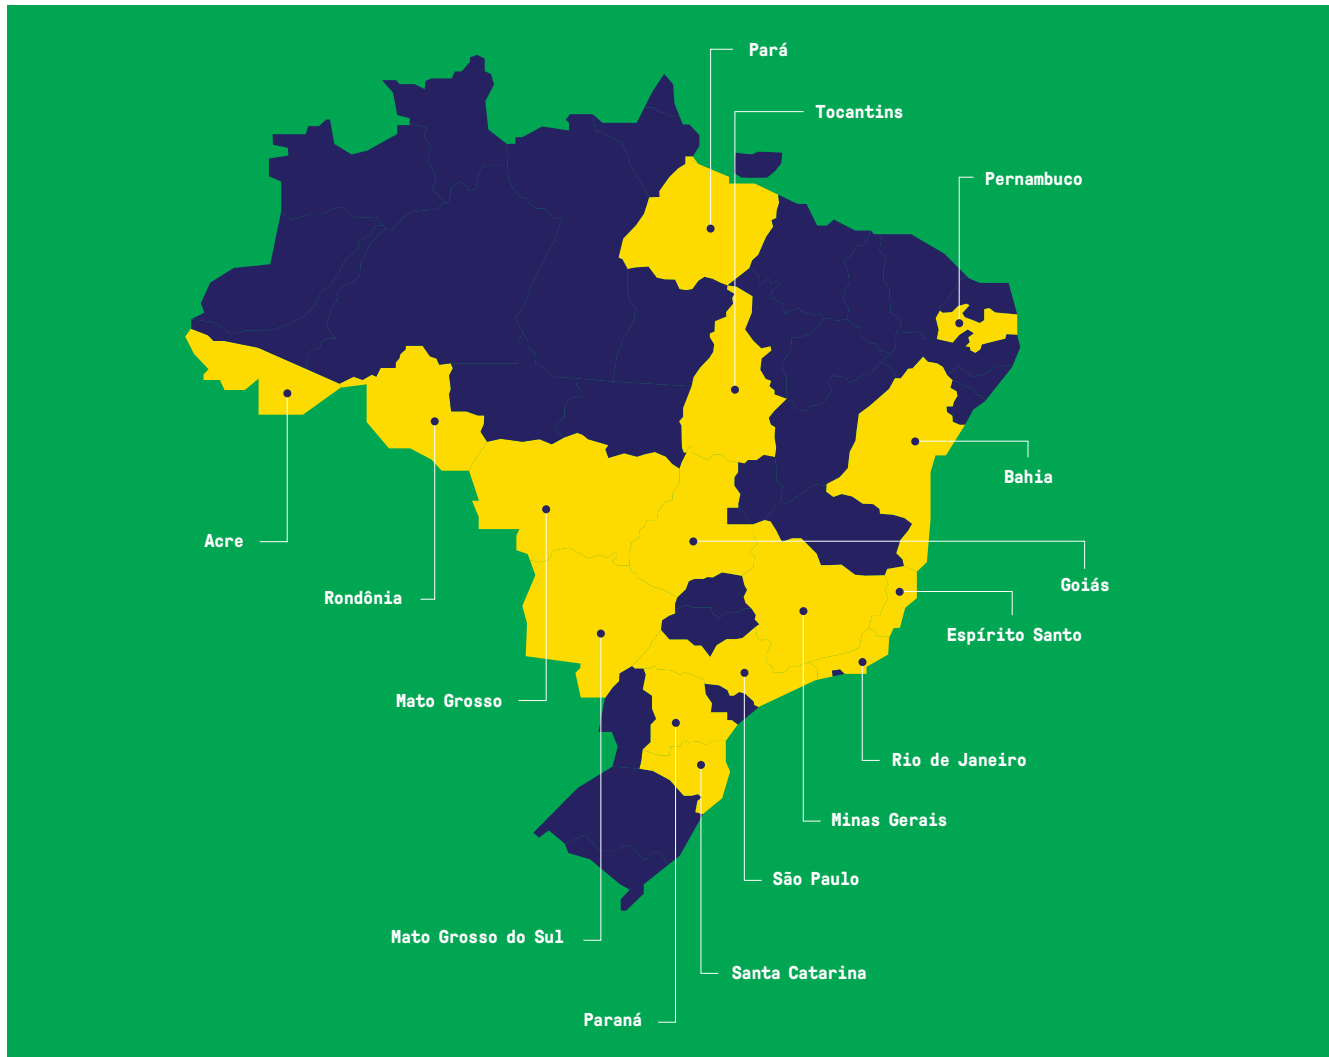 Pará
Tocantins
Pernambuco
Bahia
Acre
Goiás
Rondônia
Espírito Santo
Mato Grosso
Rio de Janeiro
Minas Gerais
São Paulo
Mato Grosso do Sul
Santa Catarina
Paraná